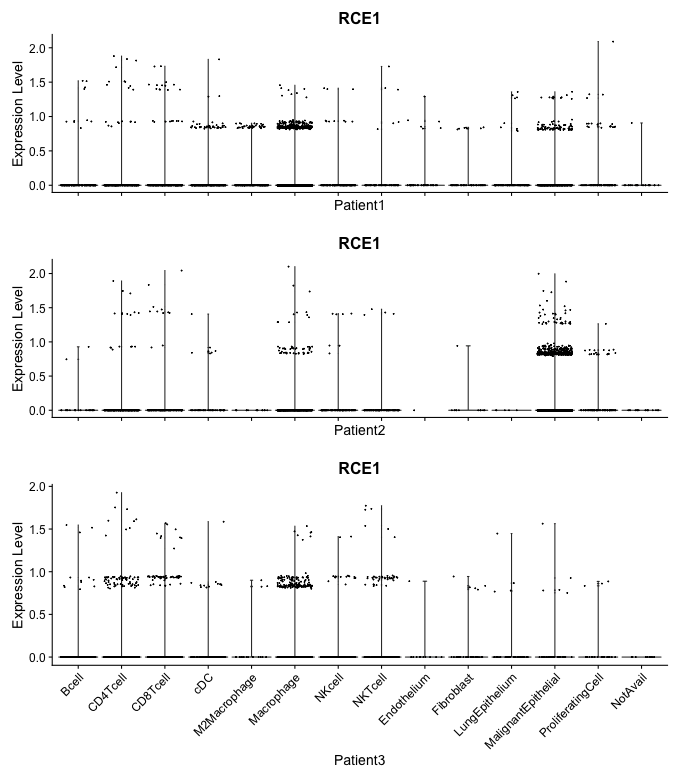 RCE1
Expression Level
2.0
1.5
1.0
0.5
0.0
Patient1
RCE1
Expression Level
2.0
1.5
1.0
0.5
0.0
Patient2
RCE1
Expression Level
2.0
1.5
1.0
0.5
0.0
Bcell
CD4Tcell
CD8Tcell
cDC
M2Macrophage
Macrophage
NKcell
NKTcell
Endothelium
Fibroblast
LungEpithelium
MalignantEpithelial
ProliferatingCell
NotAvail
Patient3